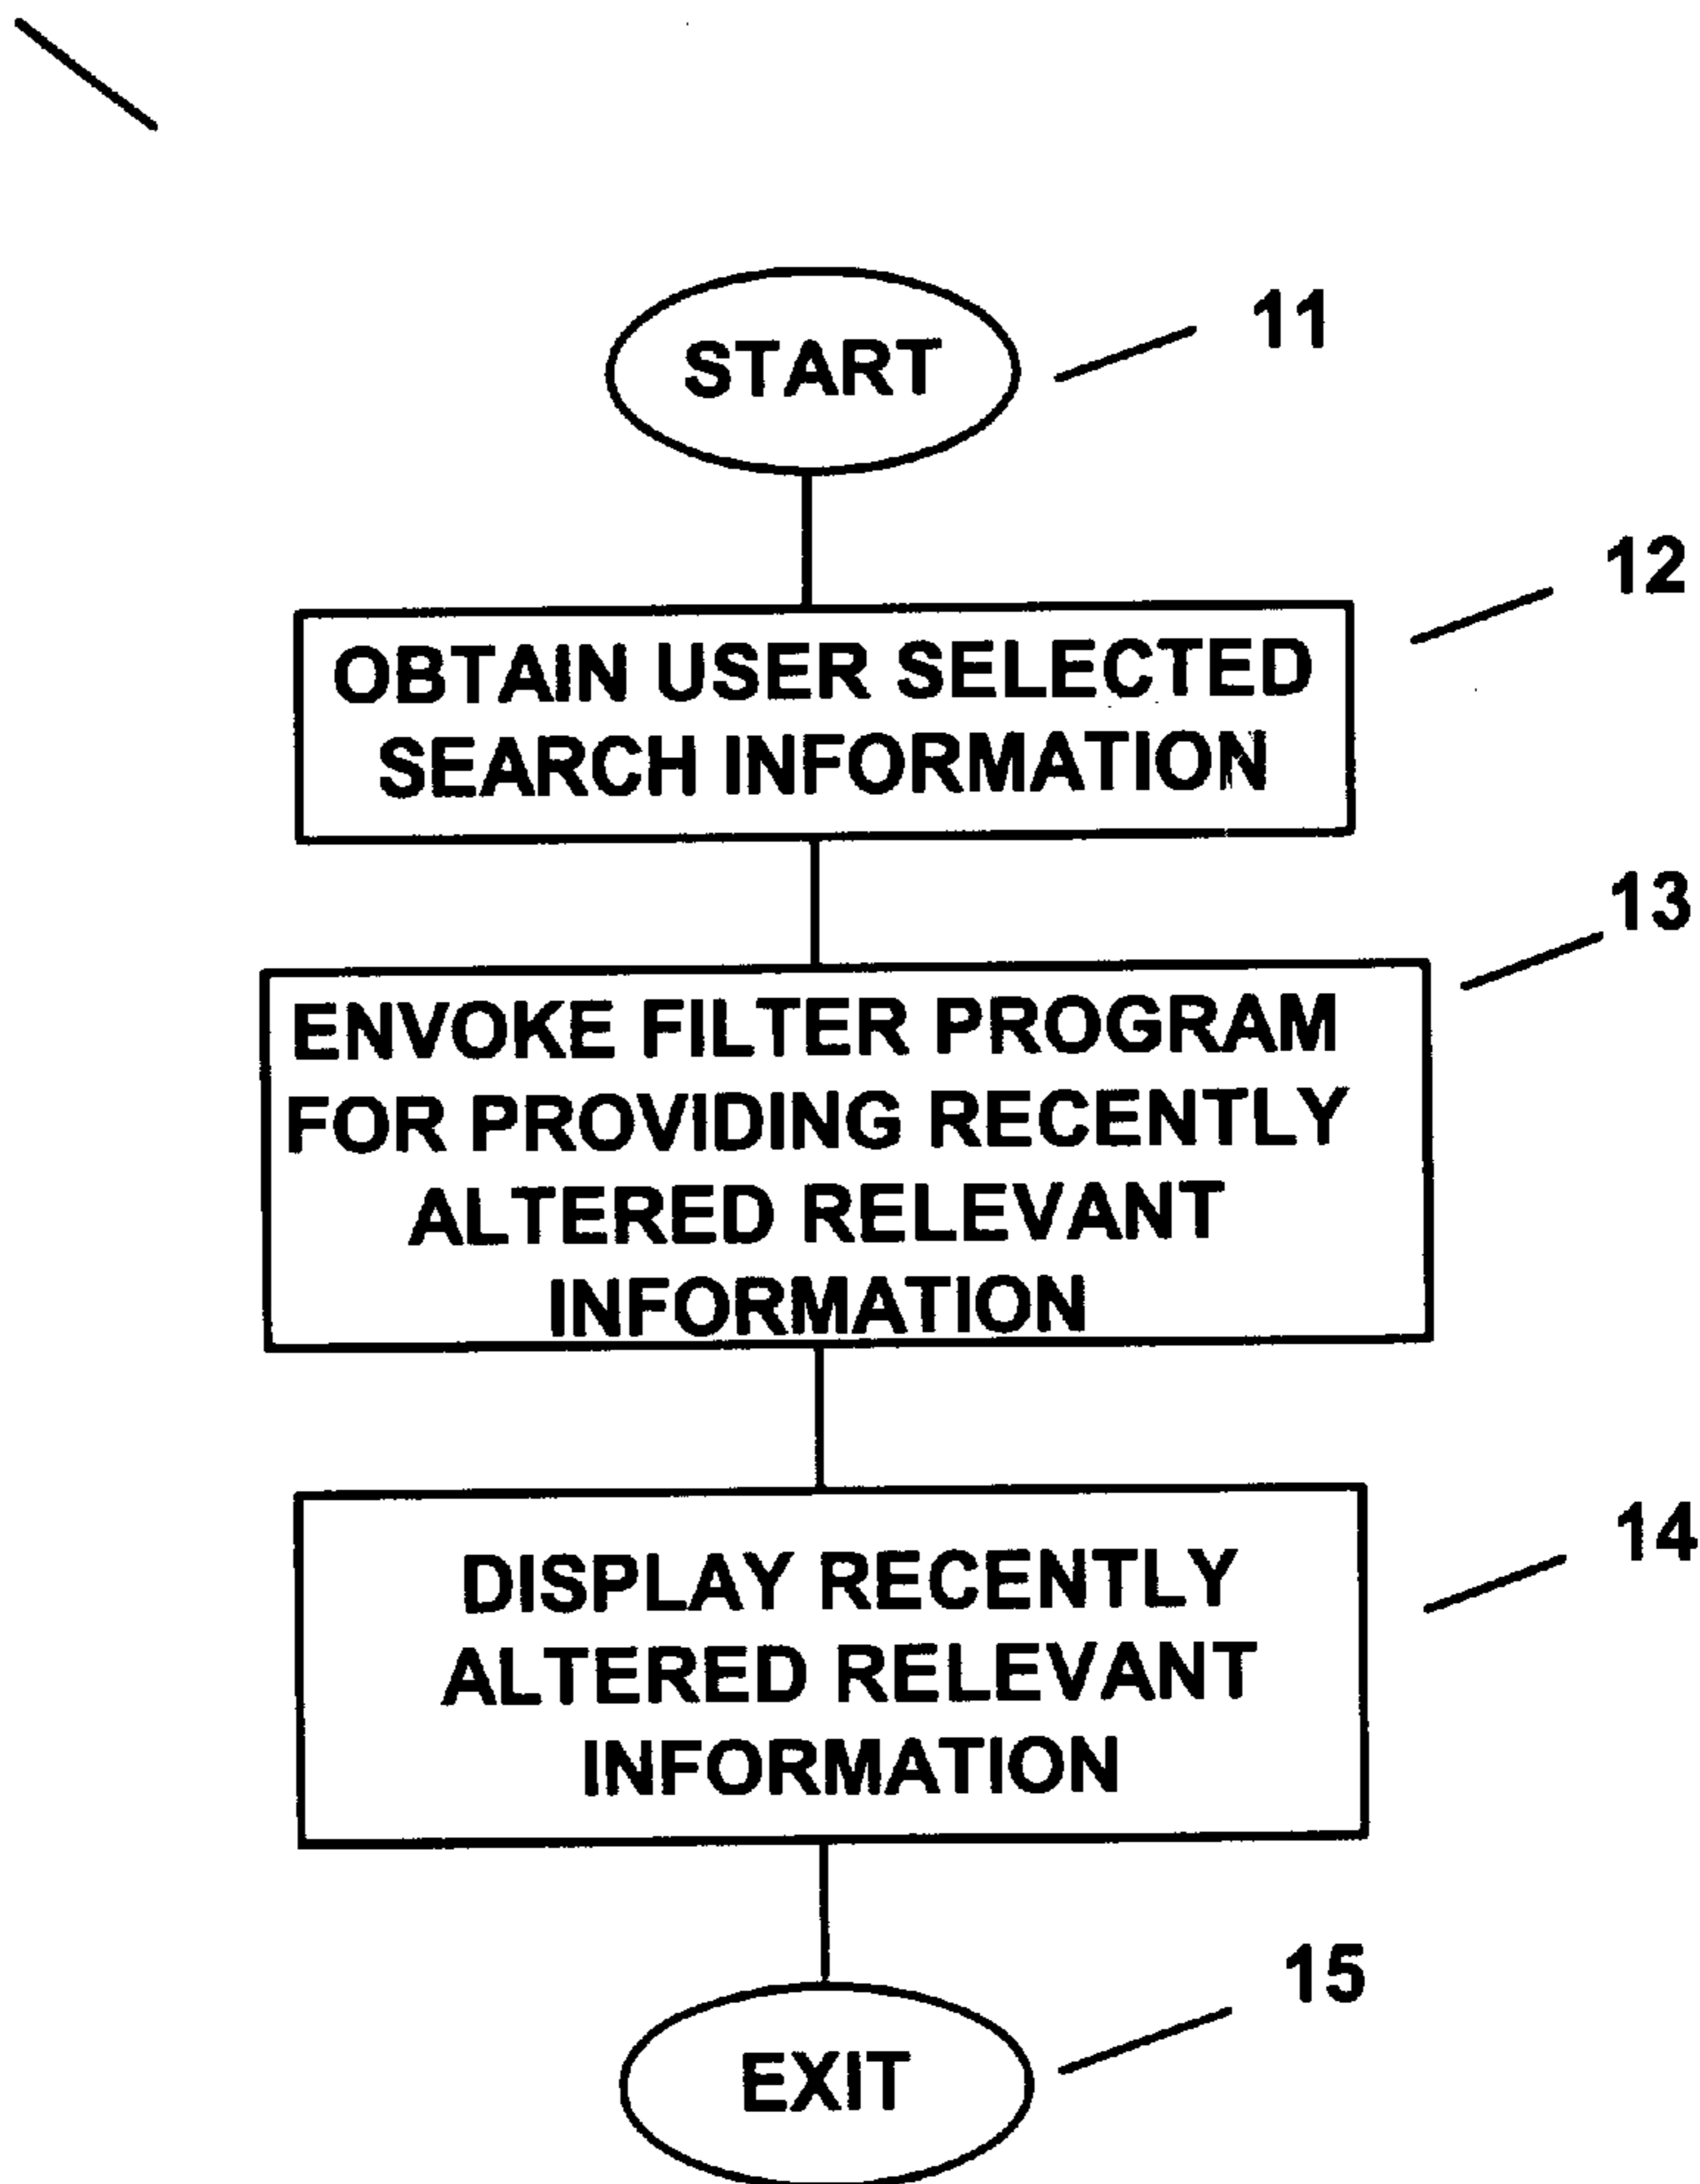 START
11
12
OBTAIN USER SELECTED
SEARCH INFORMATION
13
ENVOKE FILTER PROGRAM
FOR PROVIDING RECENTLY
ALTERED RELEVANT
INFORMATION
14
DISPLAY RECENTLY
ALTERED RELEVANT
INFORMATION
15
EXIT